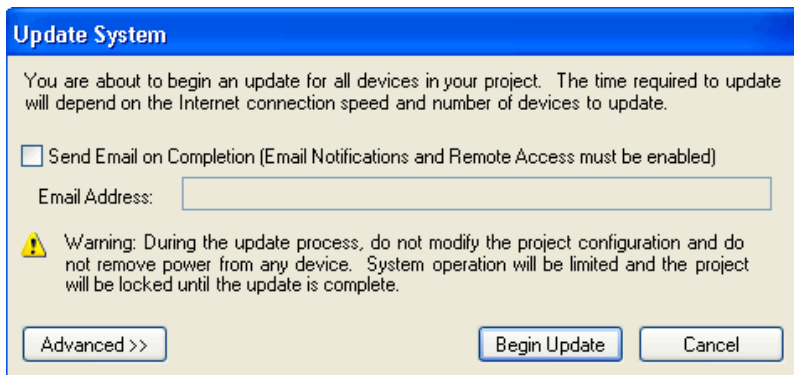 Update System
You are about to begin an update for all devices in your project. The time required to update
will depend on the Internet connection speed and number of devices to update.
Send Email on Completion (Email Notifications and Remote Access must be enabled)
Email Address:
Warning: During the update process, do not modify the project configuration and do
not remove power from any device. System operation will be limited and the project
will be locked until the update is complete.
Advanced >> Begin Update Cancel